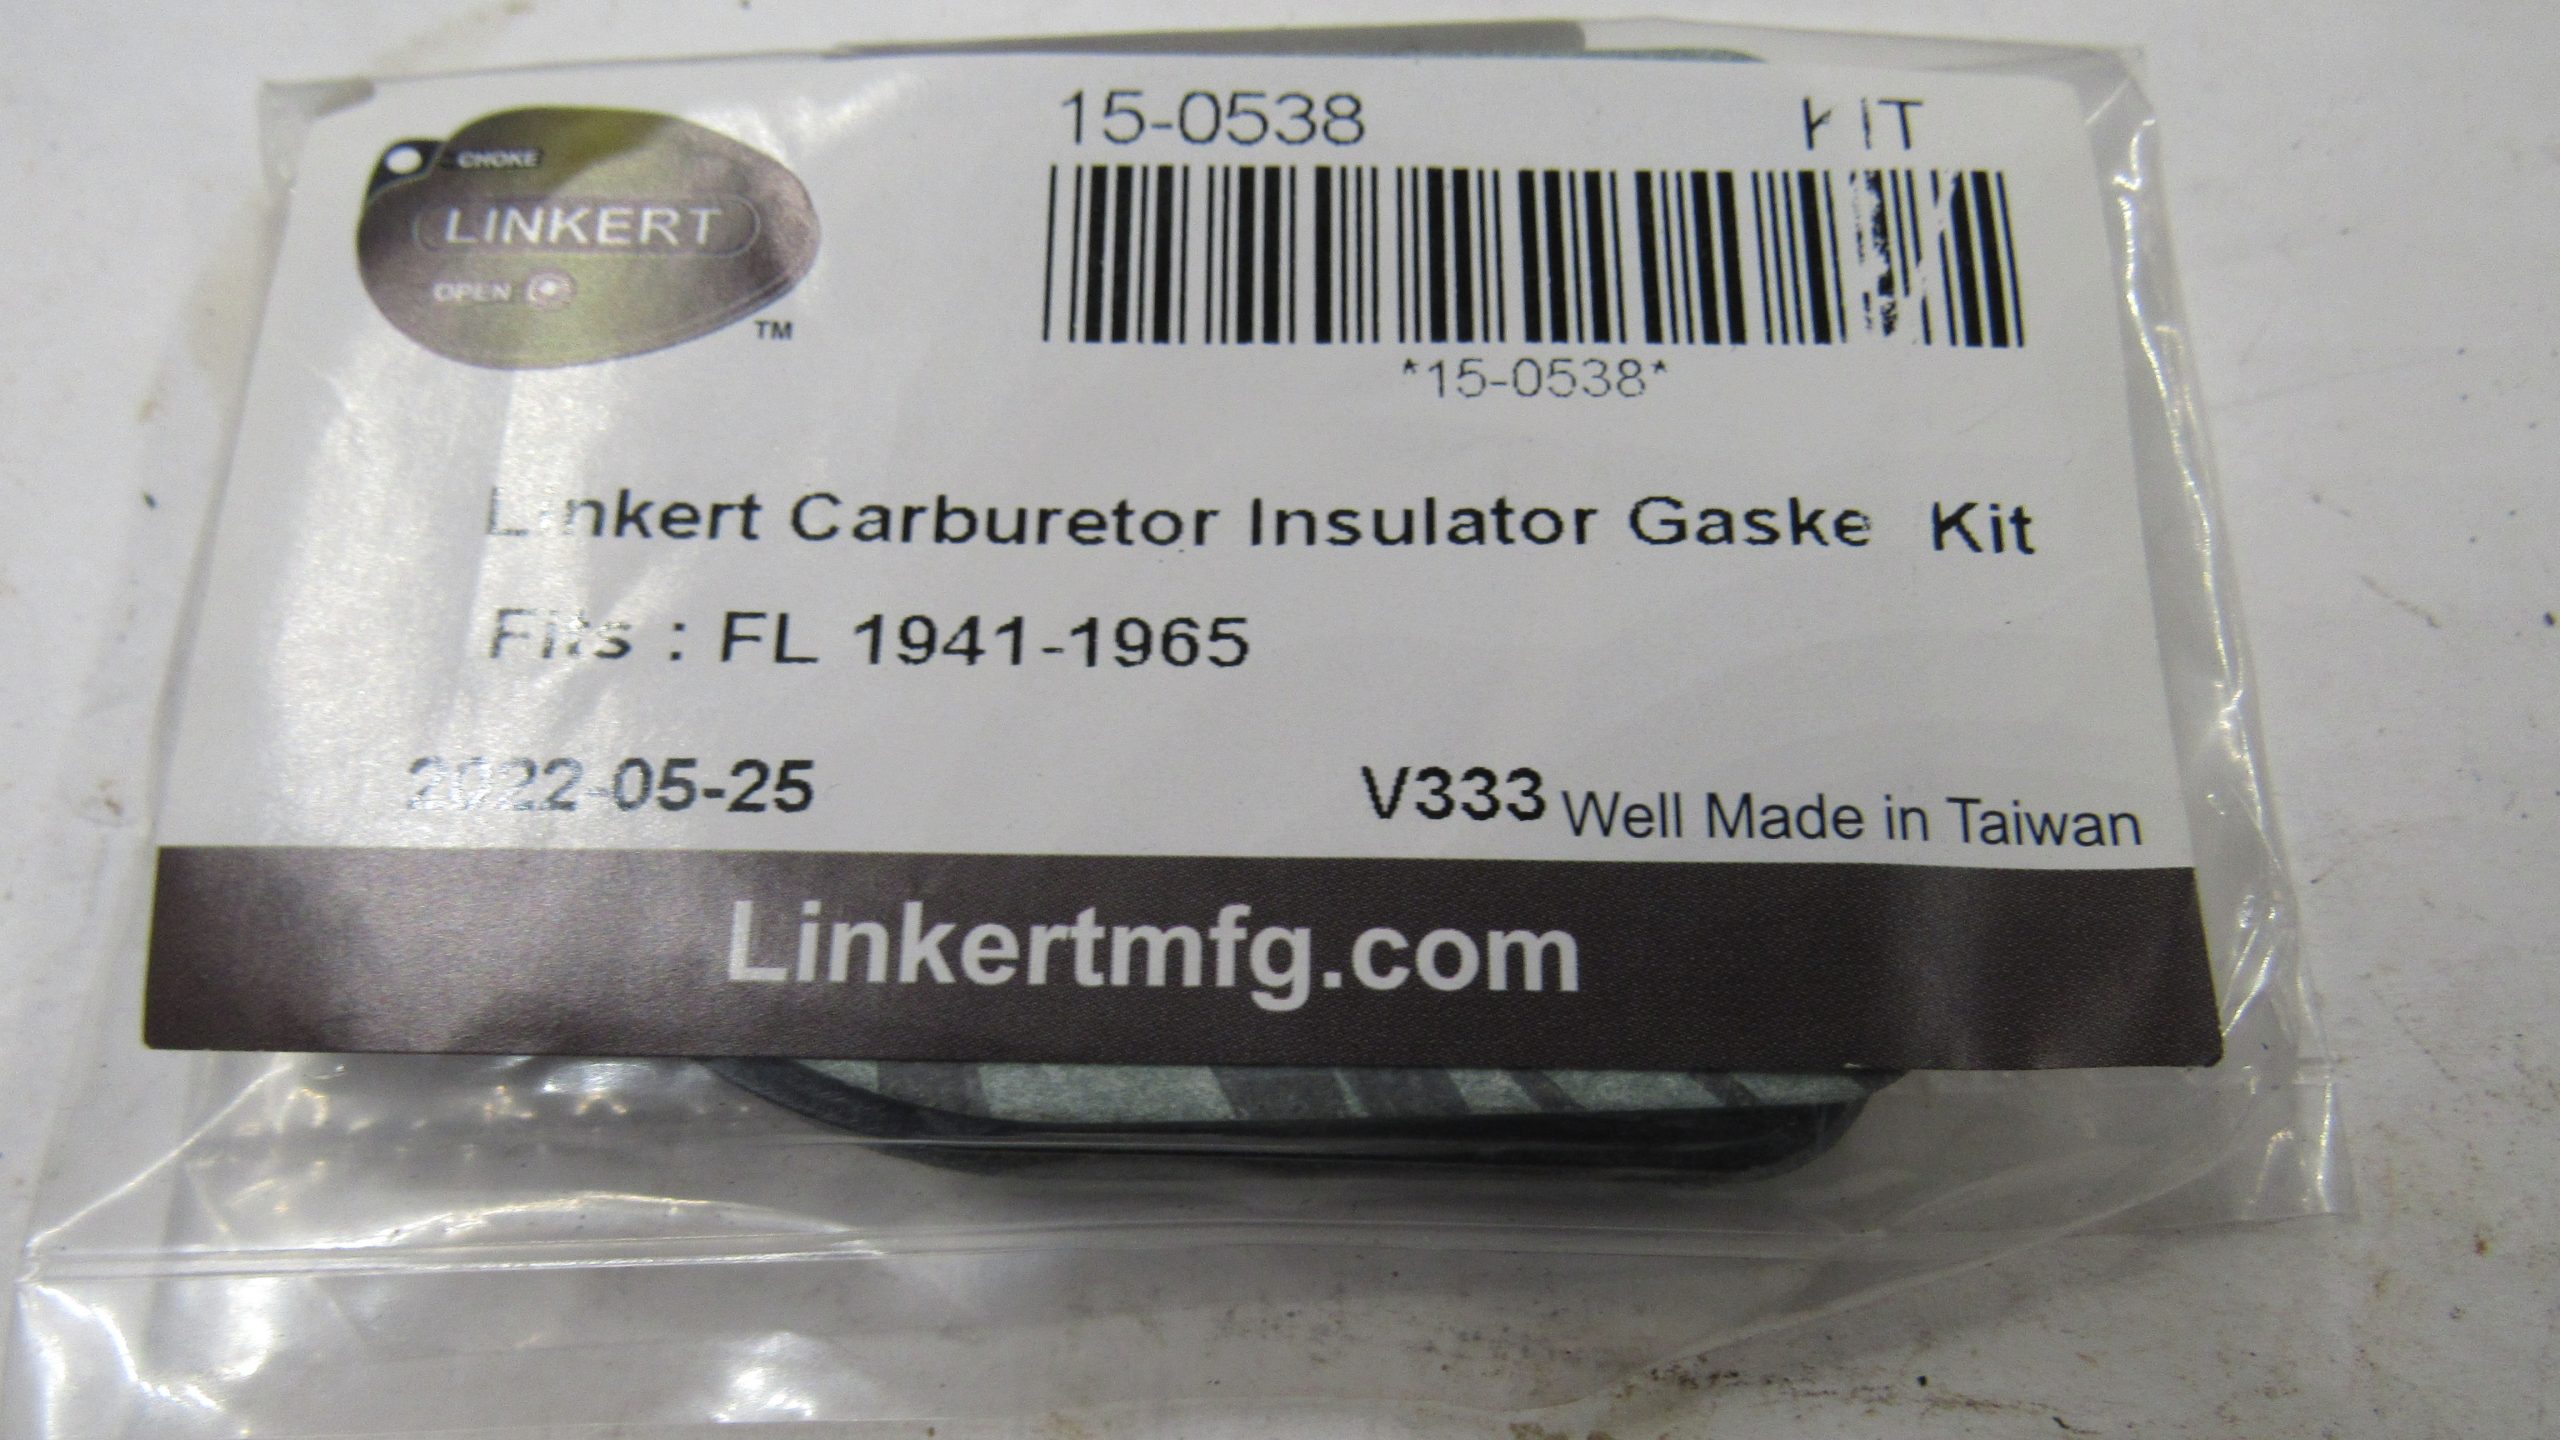 CHOKE
LINKERT
OPEN
TM
15-0538 KIT
*15-0538*
Linkert Carburetor Insulator Gaske Kit
Fits : FL 1941-1965
2022-05-25 V333 Well Made in Taiwan
Linkertmfg.com